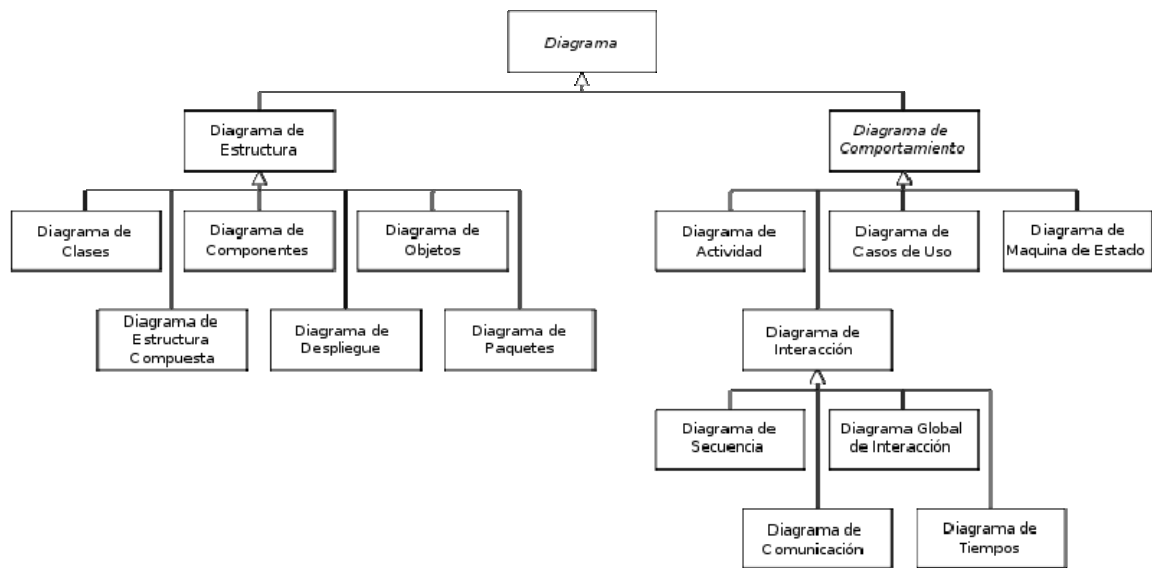 Diagrama
Diagrama de
Estructura
Diagrama de
Comportamiento
Diagrama de
Clases
Diagrama de
Componentes
Diagrama de
Objetos
Diagrama de
Actividad
Diagrama de
Casos de Uso
Diagrama de
Maquina de Estado
Diagrama de
Estructura
Compuesta
Diagrama de
Despliegue
Diagrama de
Paquetes
Diagrama de
Interacción
Diagrama de
Secuencia
Diagrama Global
de Interacción
Diagrama de
Comunicación
Diagrama de
Tiempos